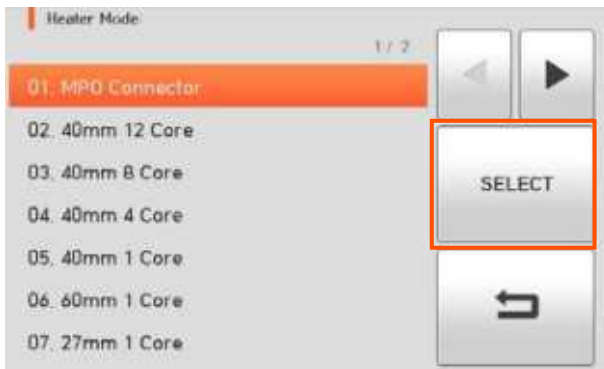 Heater Mode
1 / 2
01. MPO Connector
02. 40mm 12 Core
03. 40mm 8 Core
04. 40mm 4 Core
05. 40mm 1 Core
06. 60mm 1 Core
07. 27mm 1 Core
SELECT